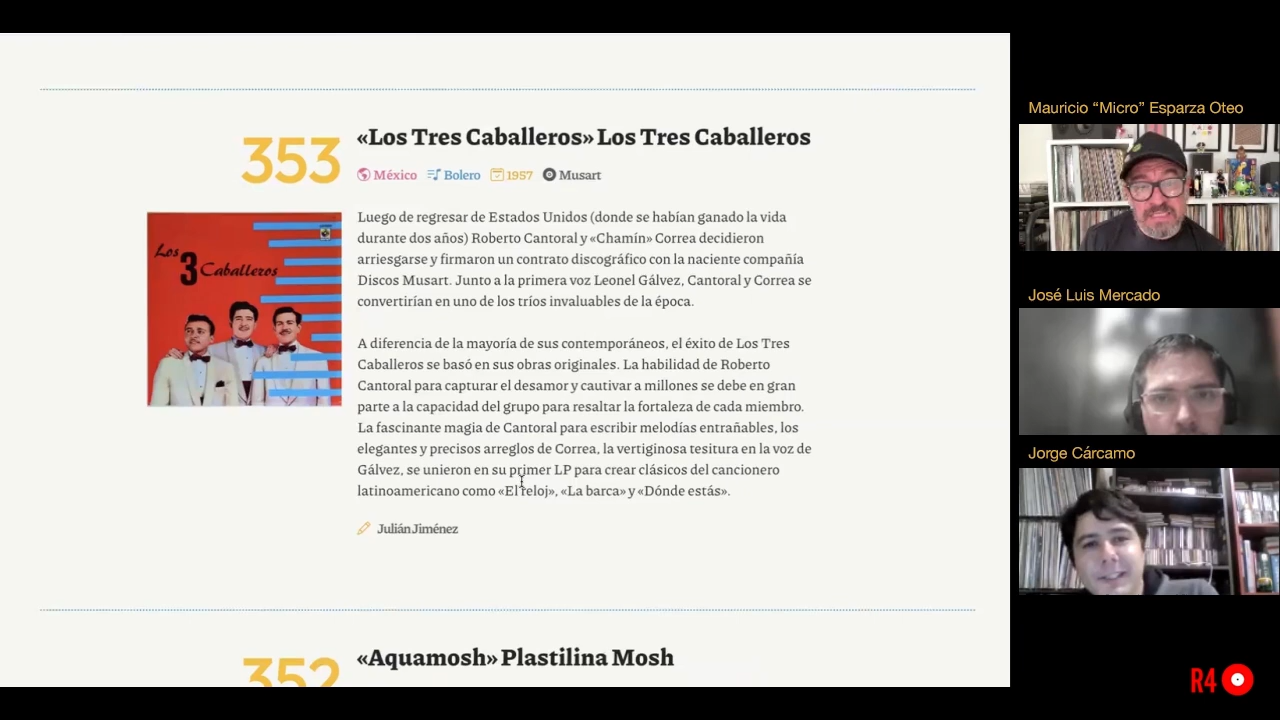 353
«Los Tres Caballeros» Los Tres Caballeros
México Bolero 1957 Musart
Los 3 Caballeros
Luego de regresar de Estados Unidos (donde se habían ganado la vida
durante dos años) Roberto Cantoral y «Chamín» Correa decidieron
arriesgarse y firmaron un contrato discográfico con la naciente compañía
Discos Musart. Junto a la primera voz Leonel Gálvez, Cantoral y Correa se
convertirían en uno de los tríos invaluables de la época.
A diferencia de la mayoría de sus contemporáneos, el éxito de Los Tres
Caballeros se basó en sus obras originales. La habilidad de Roberto
Cantoral para capturar el desamor y cautivar a millones se debe en gran
parte a la capacidad del grupo para resaltar la fortaleza de cada miembro.
La fascinante magia de Cantoral para escribir melodías entrañables, los
elegantes y precisos arreglos de Correa, la vertiginosa tesitura en la voz de
Gálvez, se unieron en su primer LP para crear clásicos del cancionero
latinoamericano como «El reloj», «La barca» y «Dónde estás».
Julián Jiménez
352
«Aquamosh» Plastilina Mosh
Mauricio “Micro” Esparza Oteo
José Luis Mercado
Jorge Cárcamo
R4